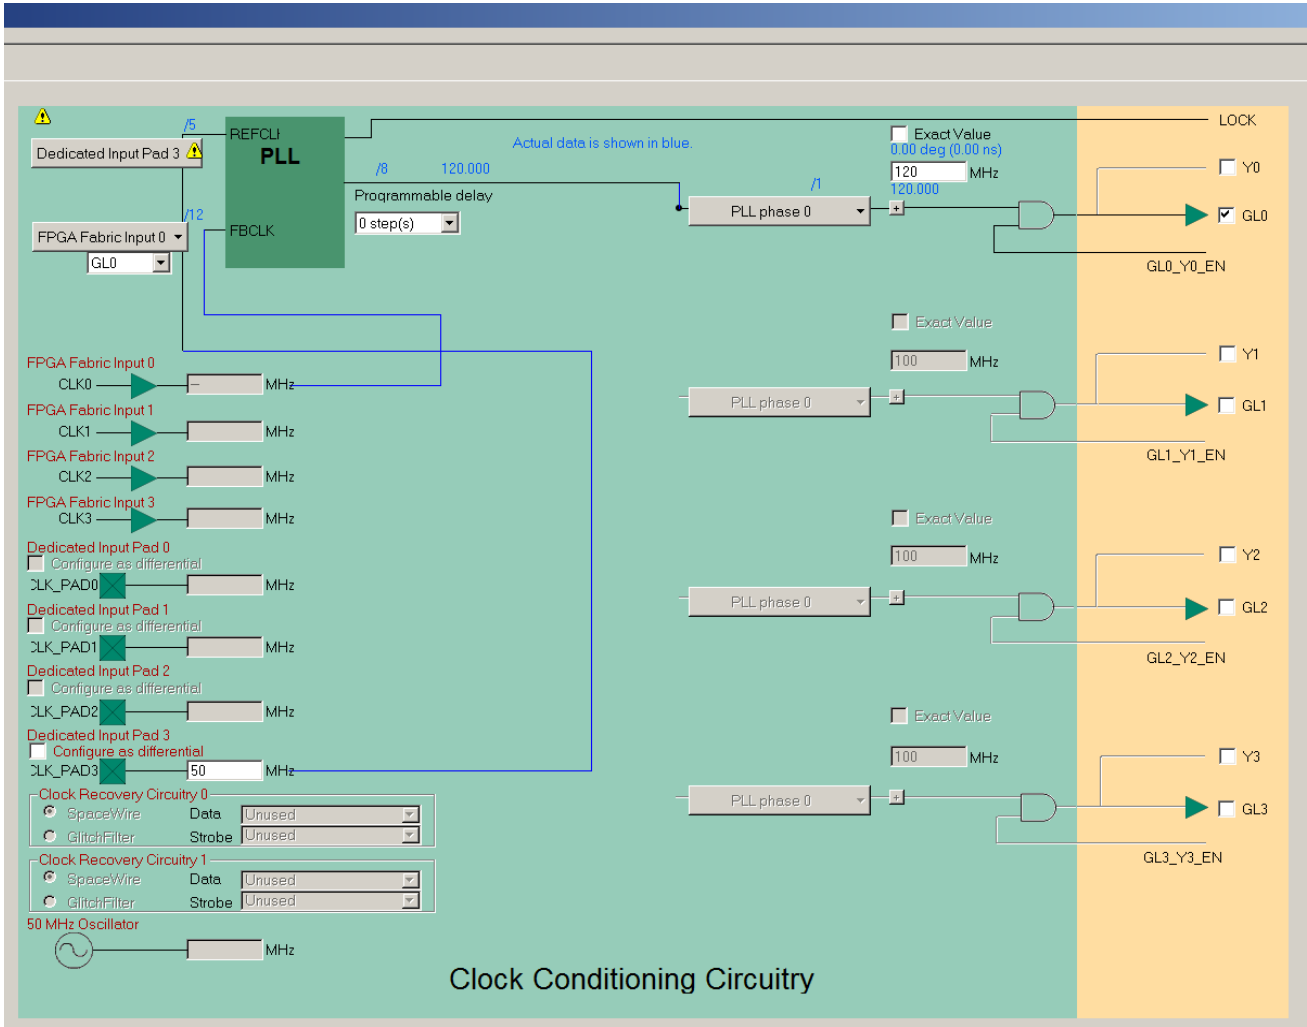 /5
REFCLK
PLL
Dedicated Input Pad 3
/12
FPGA Fabric Input 0
GL0
FBCLK
/8 120.000
Programmable delay
0 step(s)
Actual data is shown in blue.
Exact Value
0.00 deg (0.00 ns)
120 MHz
120.000
/1
PLL phase 0
+
LOCK
Y0
GL0
GL0_Y0_EN
Exact Value
100 MHz
PLL phase 0
+
Y1
GL1
GL1_Y1_EN
Exact Value
100 MHz
PLL phase 0
+
Y2
GL2
GL2_Y2_EN
Exact Value
100 MHz
PLL phase 0
+
Y3
GL3
GL3_Y3_EN
FPGA Fabric Input 0
CLK0 – MHz
FPGA Fabric Input 1
CLK1 MHz
FPGA Fabric Input 2
CLK2 MHz
FPGA Fabric Input 3
CLK3 MHz
Dedicated Input Pad 0
Configure as differential
CLK_PAD0 MHz
Dedicated Input Pad 1
Configure as differential
CLK_PAD1 MHz
Dedicated Input Pad 2
Configure as differential
CLK_PAD2 MHz
Dedicated Input Pad 3
Configure as differential
CLK_PAD3 50 MHz
Clock Recovery Circuitry 0
SpaceWire Data Unused
GlitchFilter Strobe Unused
Clock Recovery Circuitry 1
SpaceWire Data Unused
GlitchFilter Strobe Unused
50 MHz Oscillator
MHz
Clock Conditioning Circuitry